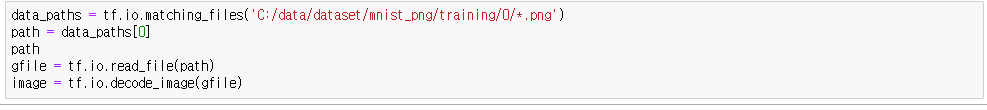 data_paths = tf.io.matching_files('C:/data/dataset/mnist_png/training/0/*.png')
path = data_paths[0]
path
gfile = tf.io.read_file(path)
image = tf.io.decode_image(gfile)